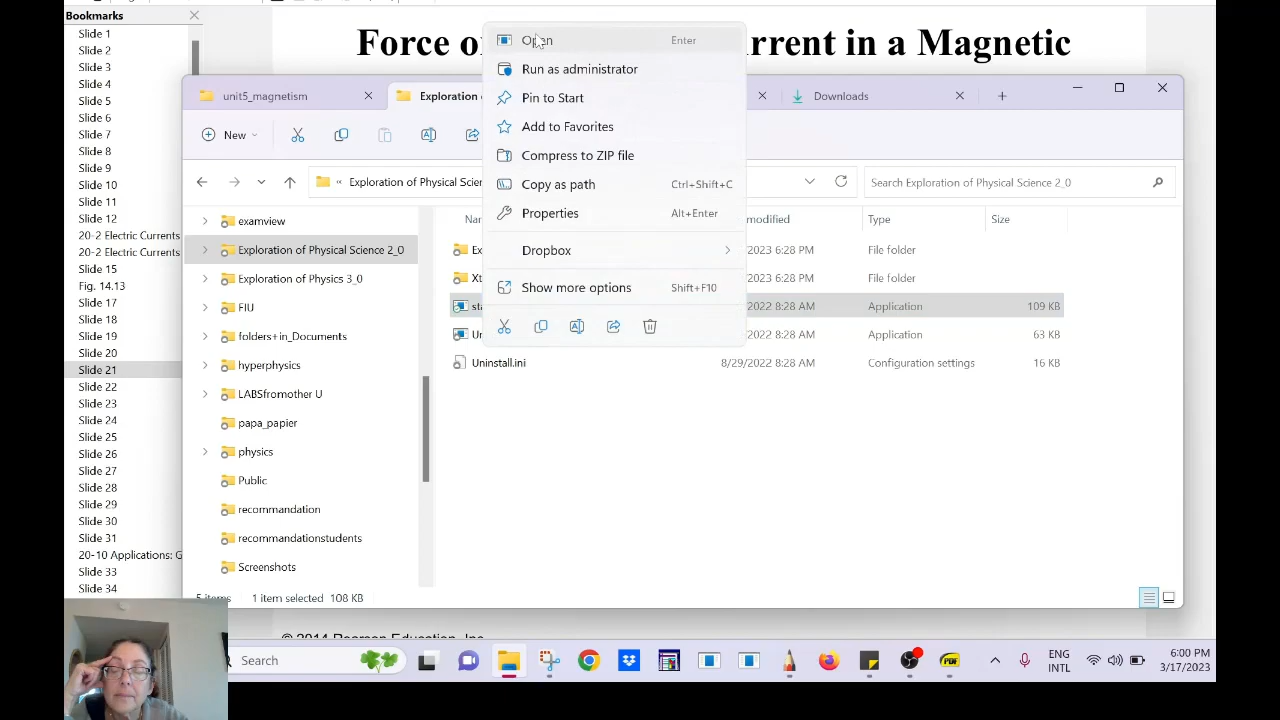 Bookmarks
Slide 1
Slide 2
Slide 3
Slide 4
Slide 5
Slide 6
Slide 7
Slide 8
Slide 9
Slide 10
Slide 11
Slide 12
20-2 Electric Currents
20-2 Electric Currents
Slide 15
Fig. 14.13
Slide 17
Slide 18
Slide 19
Slide 20
Slide 21
Slide 22
Slide 23
Slide 24
Slide 25
Slide 26
Slide 27
Slide 28
Slide 29
Slide 30
Slide 31
20-10 Applications: G
Slide 33
Slide 34
Force in a Magnetic
unit5_magnetism
Exploration
Downloads
New
« Exploration of Physical Scien
Search Exploration of Physical Science 2_0
examview
Exploration of Physical Science 2_0
Exploration of Physics 3_0
FIU
folders+in_Documents
hyperphysics
LABSfromother U
papa_papier
physics
Public
recommandation
recommandationstudents
Screenshots
Open Enter
Run as administrator
Pin to Start
Add to Favorites
Compress to ZIP file
Copy as path Ctrl+Shift+C
Properties Alt+Enter
Dropbox
Show more options Shift+F10
Type Size
6:28 PM File folder
6:28 PM File folder
8:28 AM Application 109 KB
8:28 AM Application 63 KB
Uninstall.ini 8/29/2022 8:28 AM Configuration settings 16 KB
5 items 1 item selected 108 KB
© 2014 Pearson Education, Inc.
Search
PDF
ENG
INTL
6:00 PM
3/17/2023